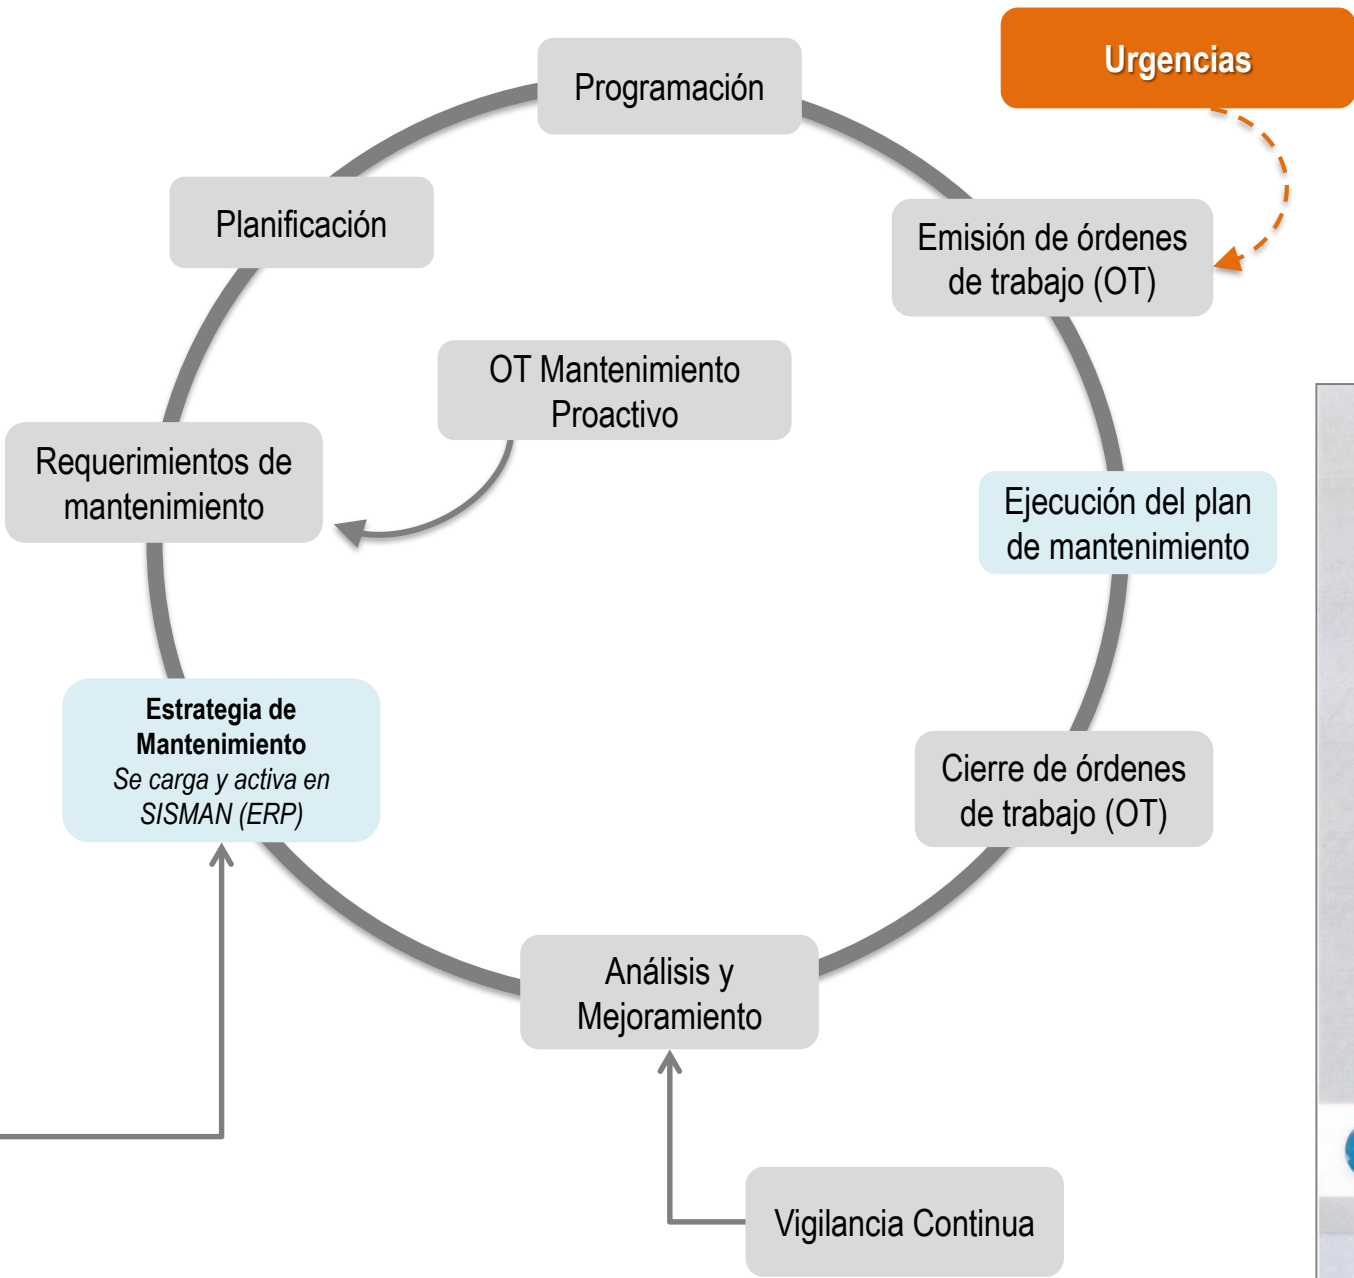 Programación
Urgencias
Planificación
Emisión de órdenes
de trabajo (OT)
OT Mantenimiento
Proactivo
Requerimientos de
mantenimiento
Ejecución del plan
de mantenimiento
Estrategia de
Mantenimiento
Se carga y activa en
SISMAN (ERP)
Cierre de órdenes
de trabajo (OT)
Análisis y
Mejoramiento
Vigilancia Continua